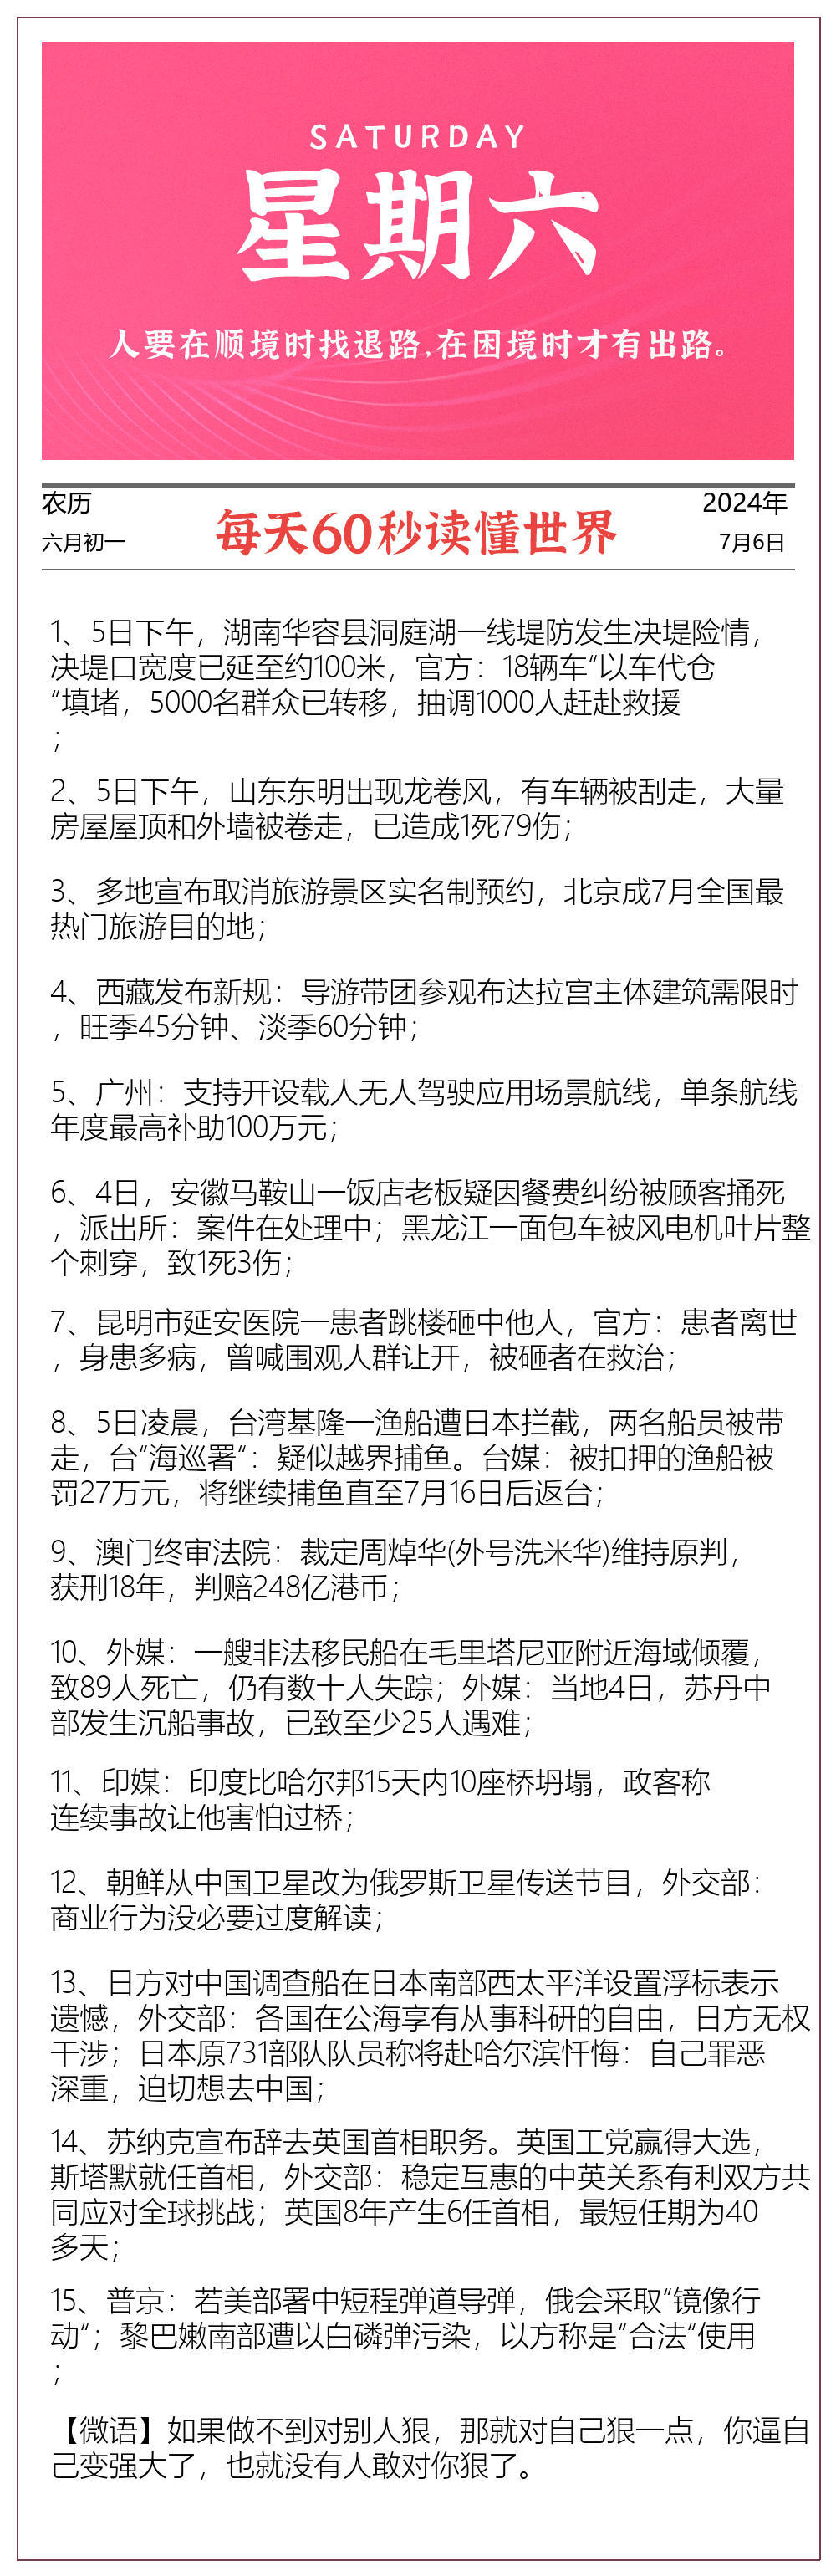 SATURDAY
星期六
人要在顺境时找退路,在困境时才有出路。
农历
六月初一
每天60秒读懂世界
2024年
7月6日
1、5日下午，湖南华容县洞庭湖一线堤防发生决堤险情，
决堤口宽度已延至约100米，官方：18辆车“以车代仓
“填堵，5000名群众已转移，抽调1000人赶赴救援
；
2、5日下午，山东东明出现龙卷风，有车辆被刮走，大量
房屋屋顶和外墙被卷走，已造成1死79伤；
3、多地宣布取消旅游景区实名制预约，北京成7月全国最
热门旅游目的地；
4、西藏发布新规：导游带团参观布达拉宫主体建筑需限时
，旺季45分钟、淡季60分钟；
5、广州：支持开设载人无人驾驶应用场景航线，单条航线
年度最高补助100万元；
6、4日，安徽马鞍山一饭店老板疑因餐费纠纷被顾客捅死
，派出所：案件在处理中；黑龙江一面包车被风电机叶片整
个刺穿，致1死3伤；
7、昆明市延安医院一患者跳楼砸中他人，官方：患者离世
，身患多病，曾喊围观人群让开，被砸者在救治；
8、5日凌晨，台湾基隆一渔船遭日本拦截，两名船员被带
走，台“海巡署“：疑似越界捕鱼。台媒：被扣押的渔船被
罚27万元，将继续捕鱼直至7月16日后返台；
9、澳门终审法院：裁定周焯华(外号洗米华)维持原判，
获刑18年，判赔248亿港币；
10、外媒：一艘非法移民船在毛里塔尼亚附近海域倾覆，
致89人死亡，仍有数十人失踪；外媒：当地4日，苏丹中
部发生沉船事故，已致至少25人遇难；
11、印媒：印度比哈尔邦15天内10座桥坍塌，政客称
连续事故让他害怕过桥；
12、朝鲜从中国卫星改为俄罗斯卫星传送节目，外交部：
商业行为没必要过度解读；
13、日方对中国调查船在日本南部西太平洋设置浮标表示
遗憾，外交部：各国在公海享有从事科研的自由，日方无权
干涉；日本原731部队队员称将赴哈尔滨忏悔：自己罪恶
深重，迫切想去中国；
14、苏纳克宣布辞去英国首相职务。英国工党赢得大选，
斯塔默就任首相，外交部：稳定互惠的中英关系有利双方共
同应对全球挑战；英国8年产生6任首相，最短任期为40
多天；
15、普京：若美部署中短程弹道导弹，俄会采取“镜像行
动“；黎巴嫩南部遭以白磷弹污染，以方称是“合法“使用
；
【微语】如果做不到对别人狠，那就对自己狠一点，你逼自
己变强大了，也就没有人敢对你狠了。